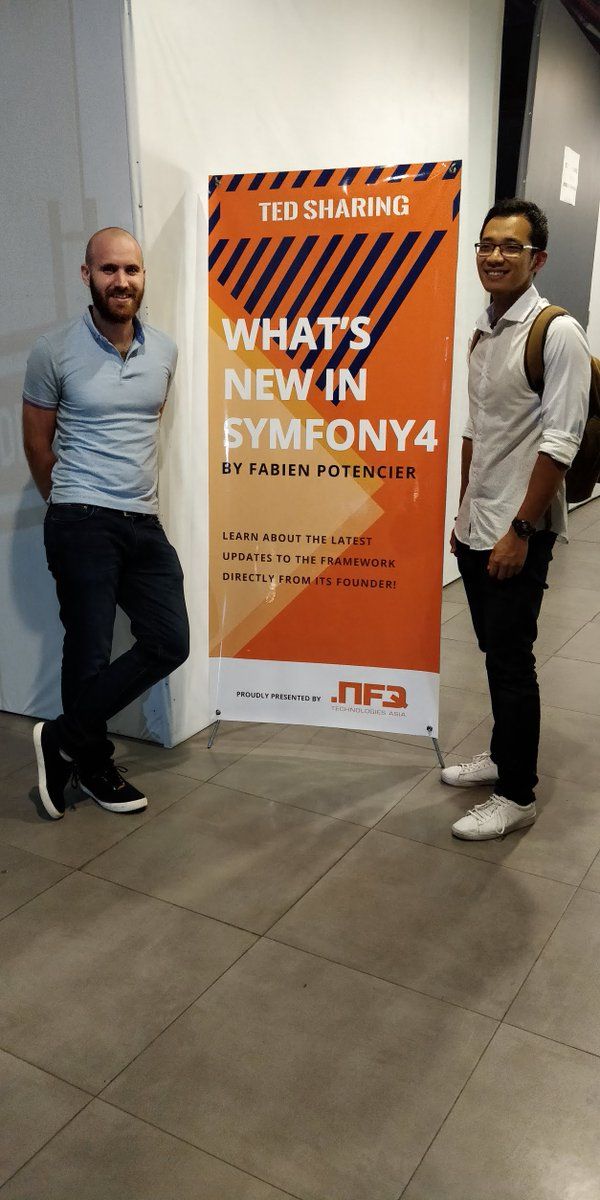 TED SHARING
WHAT'S
NEW IN
SYMFONY4
BY FABIEN POTENCIER
LEARN ABOUT THE LATEST
UPDATES TO THE FRAMEWORK
DIRECTLY FROM ITS FOUNDER!
PROUDLY PRESENTED BY .NFQ
TECHNOLOGIES ASIA